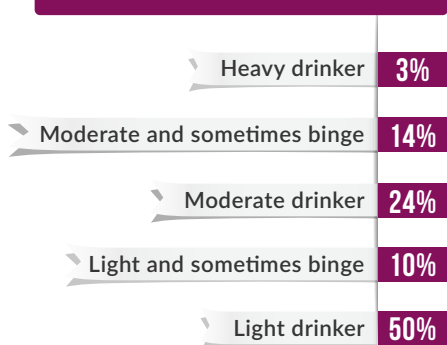 Heavy drinker 3%
Moderate and sometimes binge 14%
Moderate drinker 24%
Light and sometimes binge 10%
Light drinker 50%